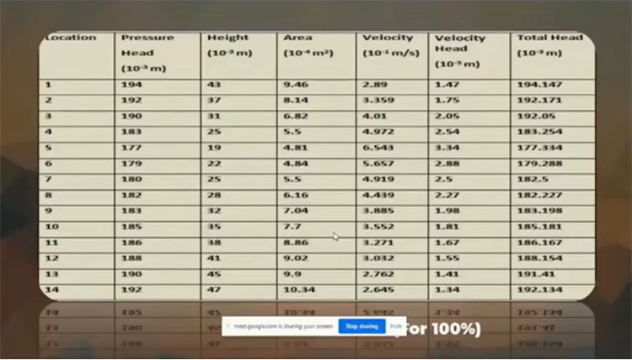 Location Pressure Head (10⁻³ m) Height (10⁻³ m) Area (10⁻⁴ m²) Velocity (10⁻¹ m/s) Velocity Head (10⁻³ m) Total Head (10⁻³ m)
1 194 43 9.46 2.89 1.47 194.147
2 192 37 8.14 3.359 1.75 192.171
3 190 31 6.82 4.01 2.05 192.05
4 183 25 5.5 4.972 2.54 183.254
5 177 19 4.81 6.543 3.34 177.334
6 179 22 4.84 5.657 2.88 179.288
7 180 25 5.5 4.919 2.5 182.5
8 182 28 6.16 4.439 2.27 182.227
9 183 32 7.04 3.885 1.98 183.198
10 185 35 7.7 3.552 1.81 185.181
11 186 38 8.86 3.271 1.67 186.167
12 188 41 9.02 3.032 1.55 188.154
13 190 45 9.9 2.762 1.41 191.41
14 192 47 10.34 2.645 1.34 192.134
meet.google.com is sharing your screen. Stop sharing Hide
for 100%)